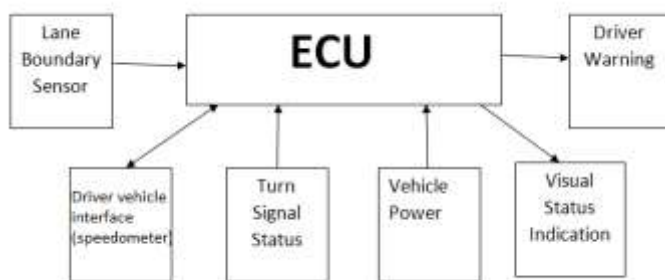 Lane
Boundary
Sensor
ECU
Driver
Warning
Driver vehicle
interface
(speedometer)
Turn
Signal
Status
Vehicle
Power
Visual
Status
Indication